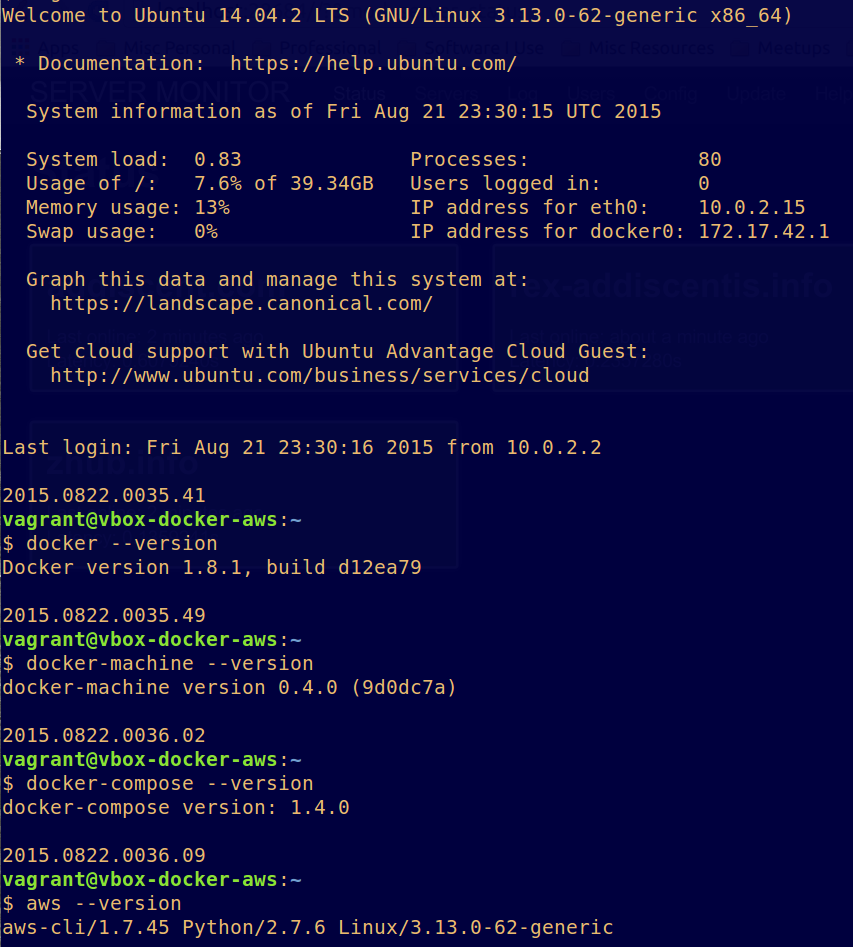 Welcome to Ubuntu 14.04.2 LTS (GNU/Linux 3.13.0-62-generic x86_64)
* Documentation:  https://help.ubuntu.com/
System information as of Fri Aug 21 23:30:15 UTC 2015
System load:  0.83              Processes:              80
Usage of /:   7.6% of 39.34GB   Users logged in:        0
Memory usage: 13%               IP address for eth0:    10.0.2.15
Swap usage:   0%                IP address for docker0: 172.17.42.1
Graph this data and manage this system at:
https://landscape.canonical.com/
Get cloud support with Ubuntu Advantage Cloud Guest:
http://www.ubuntu.com/business/services/cloud
Last login: Fri Aug 21 23:30:16 2015 from 10.0.2.2
2015.0822.0035.41
vagrant@vbox-docker-aws:~
$ docker --version
Docker version 1.8.1, build d12ea79
2015.0822.0035.49
vagrant@vbox-docker-aws:~
$ docker-machine --version
docker-machine version 0.4.0 (9d0dc7a)
2015.0822.0036.02
vagrant@vbox-docker-aws:~
$ docker-compose --version
docker-compose version: 1.4.0
2015.0822.0036.09
vagrant@vbox-docker-aws:~
$ aws --version
aws-cli/1.7.45 Python/2.7.6 Linux/3.13.0-62-generic